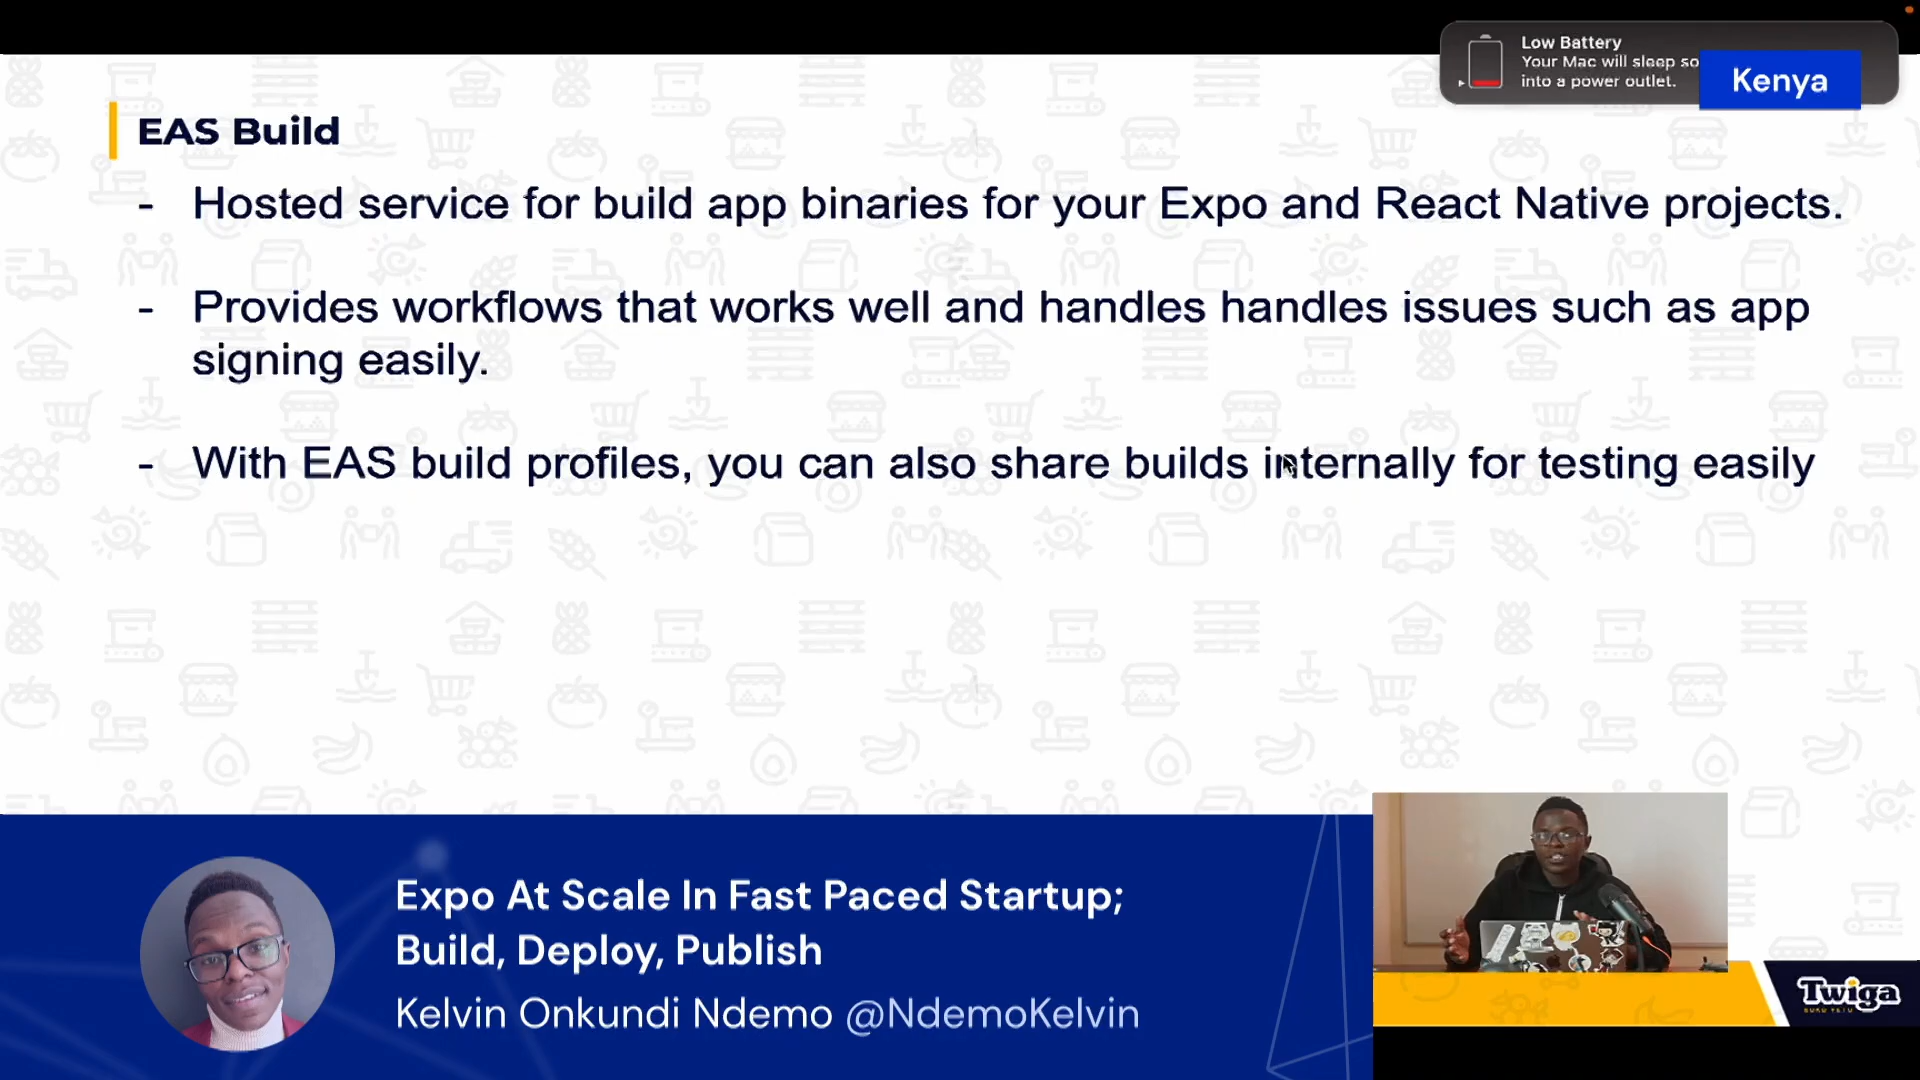 Low Battery
Your Mac will sleep so
into a power outlet.
Kenya
EAS Build
- Hosted service for build app binaries for your Expo and React Native projects.
- Provides workflows that works well and handles handles issues such as app
signing easily.
- With EAS build profiles, you can also share builds internally for testing easily
Expo At Scale In Fast Paced Startup;
Build, Deploy, Publish
Kelvin Onkundi Ndemo @NdemoKelvin
Twiga